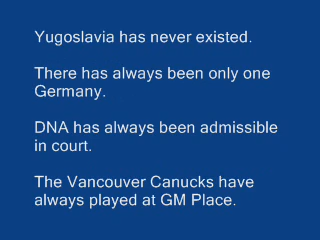 Yugoslavia has never existed.
There has always been only one
Germany.
DNA has always been admissible
in court.
The Vancouver Canucks have
always played at GM Place.